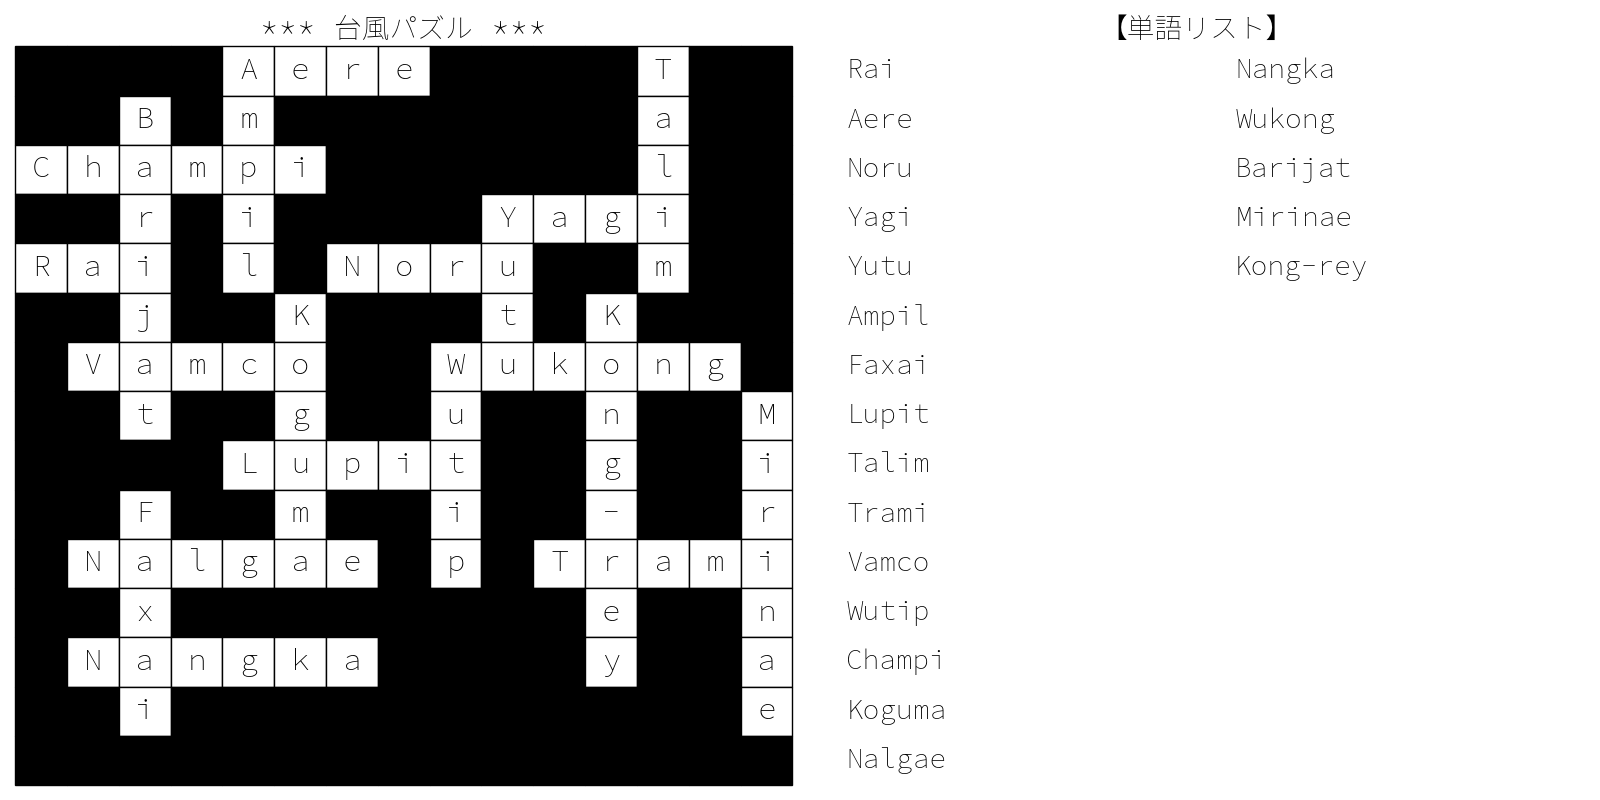 *** 台風パズル ***
【単語リスト】
A e r e T
B m a
C h a m p i l
r i Y a g i
R a i l N o r u m
j K t K
V a m c o W u k o n g
t g u n M
L u p i t g i
F m i - r
N a l g a e p T r a m i
x e n
N a n g k a y a
i e
Rai Nangka
Aere Wukong
Noru Barijat
Yagi Mirinae
Yutu Kong-rey
Ampil
Faxai
Lupit
Talim
Trami
Vamco
Wutip
Champi
Koguma
Nalgae